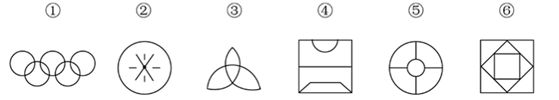 ① ② ③ ④ ⑤ ⑥